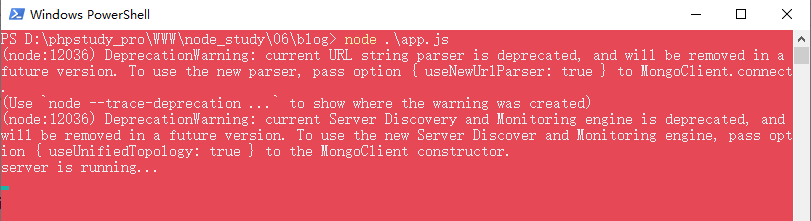 Windows PowerShell
PS D:\phpstudy_pro\WWW\node_study\06\blog> node .\app.js
(node:12036) DeprecationWarning: current URL string parser is deprecated, and will be removed in a
future version. To use the new parser, pass option { useNewUrlParser: true } to MongoClient.connect
.
(Use `node --trace-deprecation ...` to show where the warning was created)
(node:12036) DeprecationWarning: current Server Discovery and Monitoring engine is deprecated, and
will be removed in a future version. To use the new Server Discover and Monitoring engine, pass opt
ion { useUnifiedTopology: true } to the MongoClient constructor.
server is running...